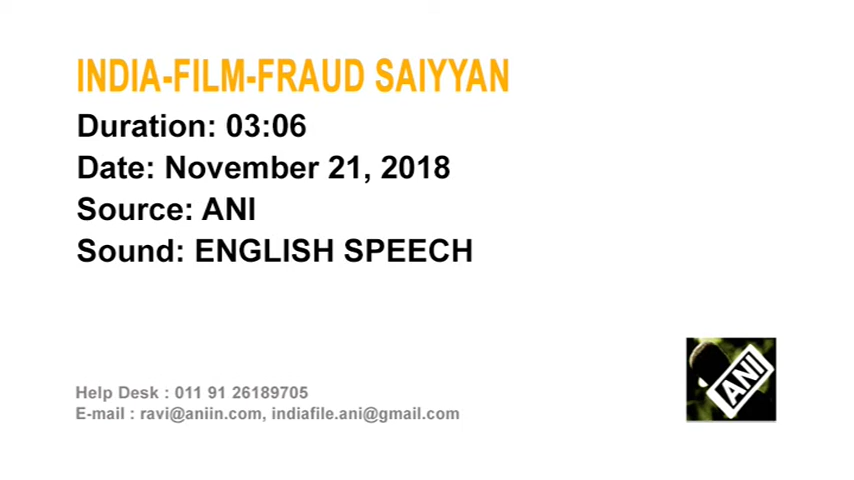 INDIA-FILM-FRAUD SAIYYAN
Duration: 03:06
Date: November 21, 2018
Source: ANI
Sound: ENGLISH SPEECH
ANI
Help Desk : 011 91 26189705
E-mail : ravi@aniin.com, indiafile.ani@gmail.com